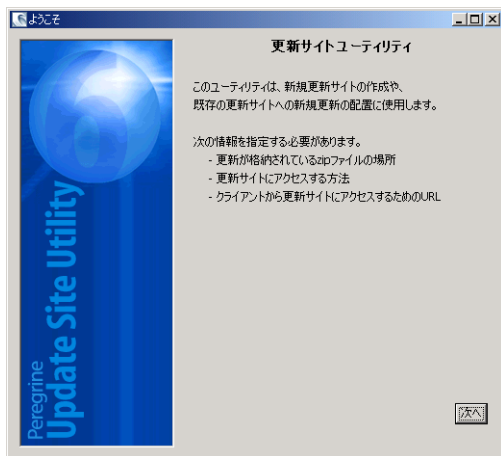 ようこそ
更新サイトユーティリティ
このユーティリティは、新規更新サイトの作成や、
既存の更新サイトへの新規更新の配置に使用します。
次の情報を指定する必要があります。
- 更新が格納されているzipファイルの場所
- 更新サイトにアクセスする方法
- クライアントから更新サイトにアクセスするためのURL
6
Peregrine
Update Site Utility
次へ